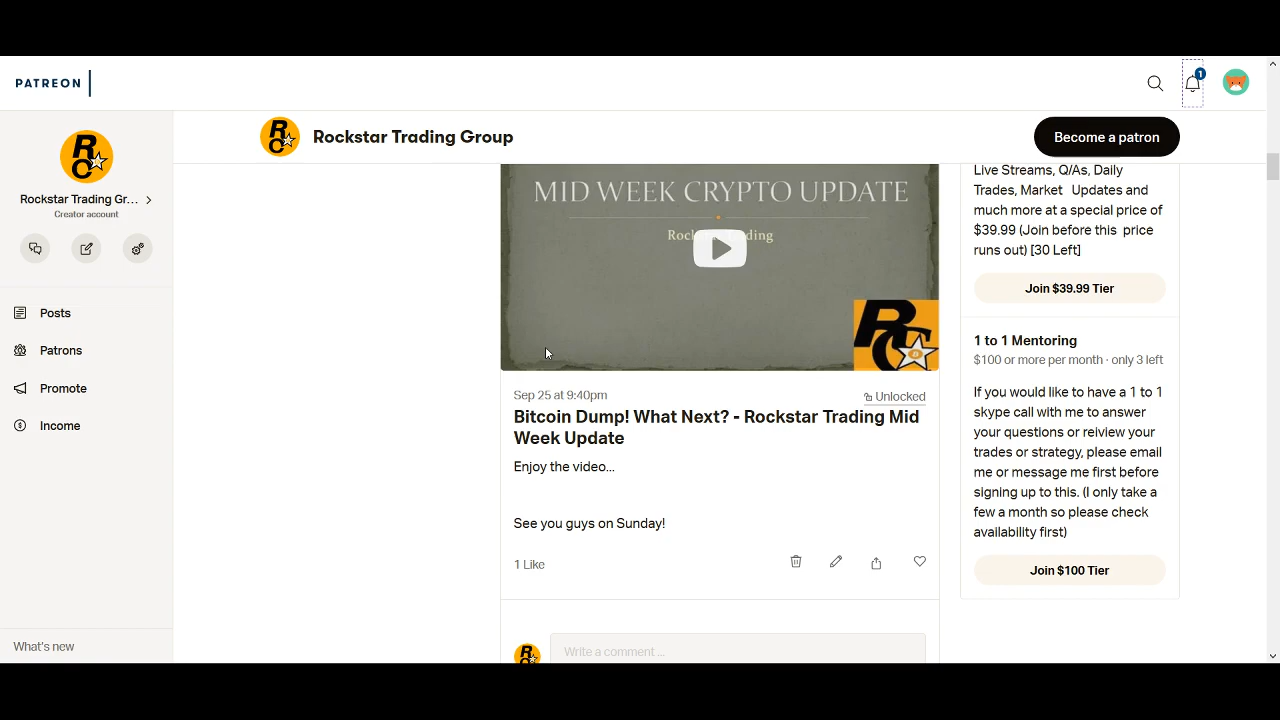 PATREON
1
Rockstar Trading Group
Become a patron
Rockstar Trading Gr...
Creator account
Posts
Patrons
Promote
Income
What's new
MID WEEK CRYPTO UPDATE
RC
Sep 25 at 9:40pm
Unlocked
Bitcoin Dump! What Next? - Rockstar Trading Mid
Week Update
Enjoy the video...
See you guys on Sunday!
1 Like
Write a comment ...
Live Streams, Q/As, Daily
Trades, Market Updates and
much more at a special price of
$39.99 (Join before this price
runs out) [30 Left]
Join $39.99 Tier
1 to 1 Mentoring
$100 or more per month · only 3 left
If you would like to have a 1 to 1
skype call with me to answer
your questions or reiview your
trades or strategy, please email
me or message me first before
signing up to this. (I only take a
few a month so please check
availability first)
Join $100 Tier